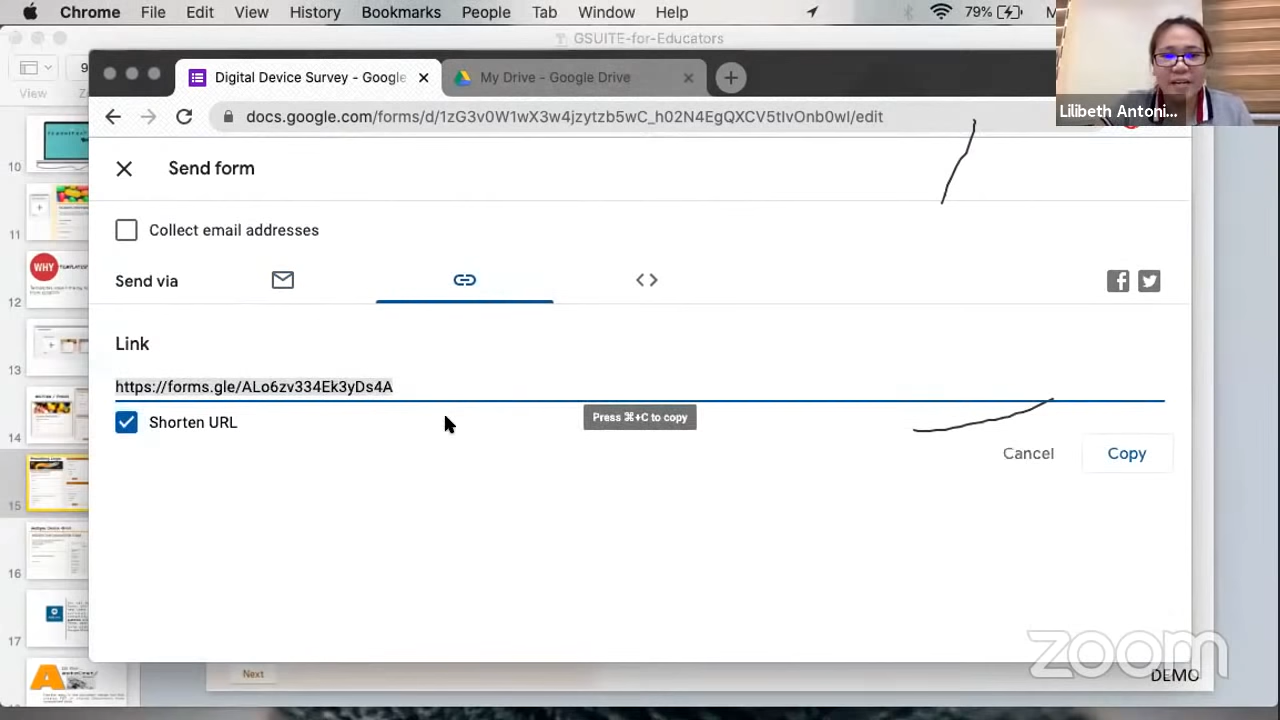 Chrome File Edit View History Bookmarks People Tab Window Help 79%
GSUITE-for-Educators
View
Digital Device Survey - Google
My Drive - Google Drive
docs.google.com/forms/d/1zG3v0W1wX3w4jzytzb5wC_h02N4EgQXCV5tIvOnb0wI/edit
Lilibeth Antoni...
Send form
Collect email addresses
Send via
Link
https://forms.gle/ALo6zv334Ek3yDs4A
Shorten URL
Press ⌘+C to copy
Cancel Copy
10
11
WHY
12
13
14
15
16
17
Next
zoom
DEMO